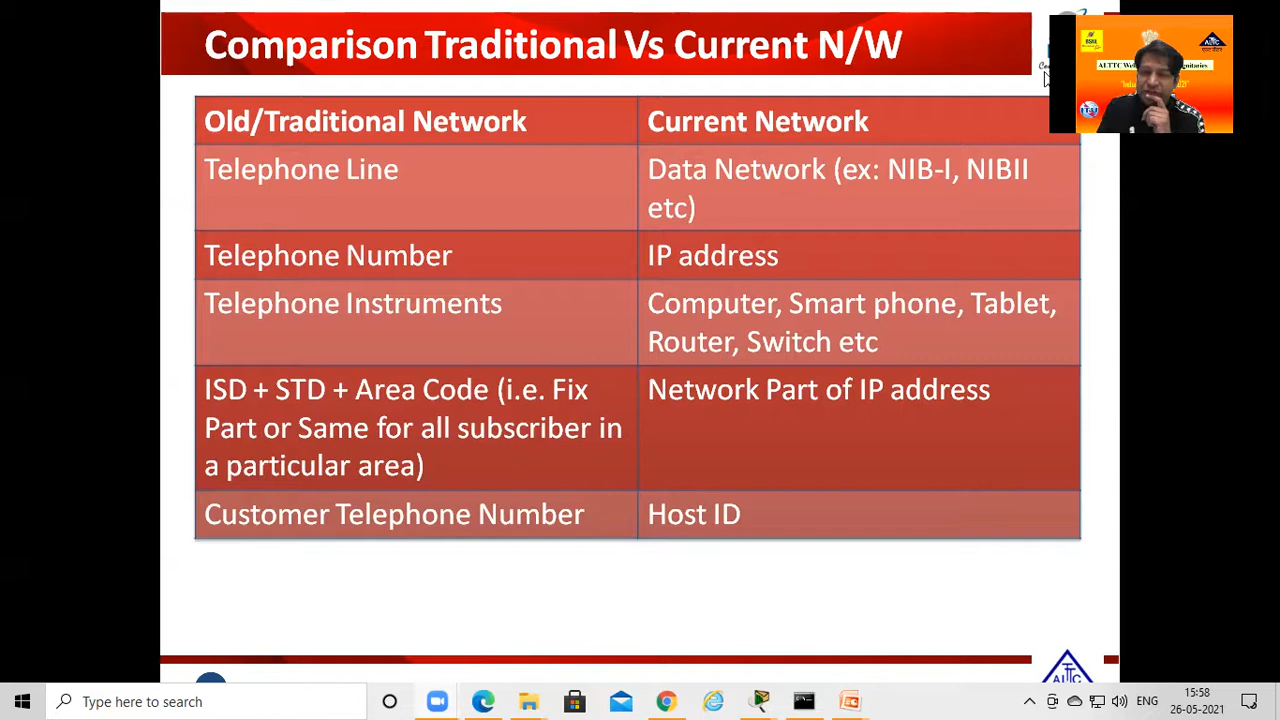 Comparison Traditional Vs Current N/W
Old/Traditional Network
Current Network
Telephone Line
Data Network (ex: NIB-I, NIBII
etc)
Telephone Number
IP address
Telephone Instruments
Computer, Smart phone, Tablet,
Router, Switch etc
ISD + STD + Area Code (i.e. Fix
Part or Same for all subscriber in
a particular area)
Network Part of IP address
Customer Telephone Number
Host ID
ALTTC
ALTTC
Type here to search
ENG
15:58
26-05-2021